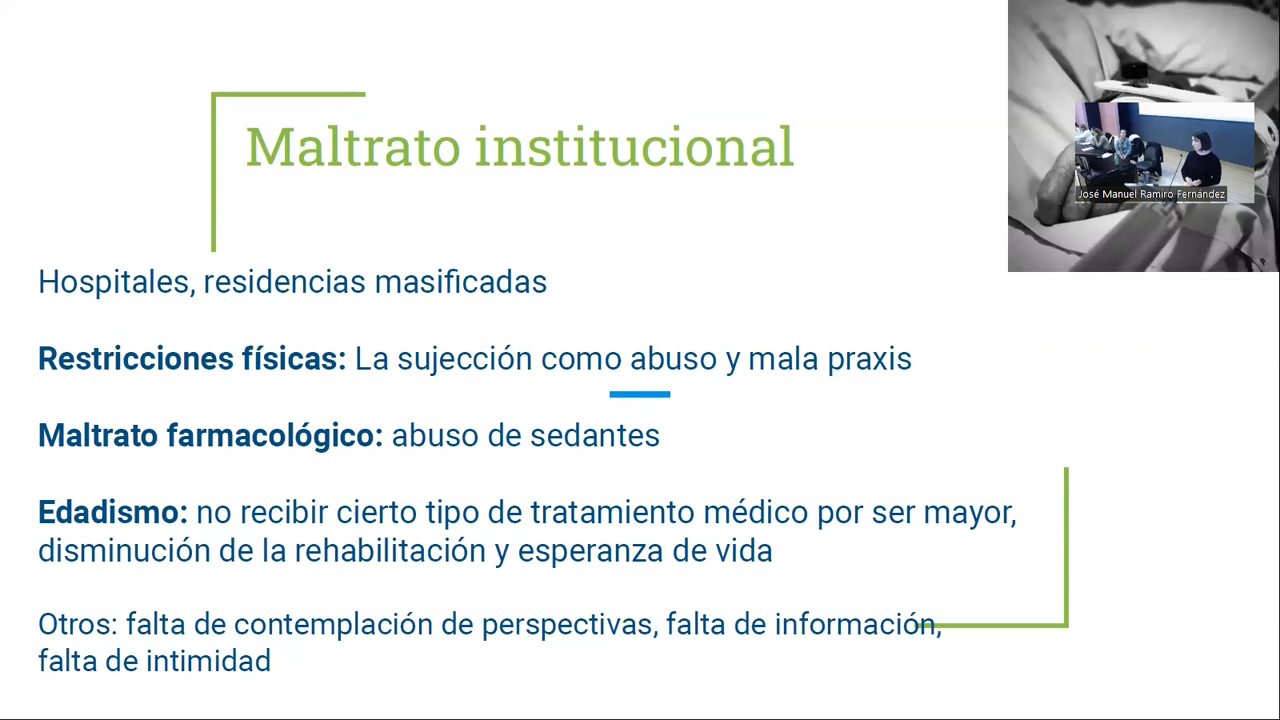 Maltrato institucional
José Manuel Ramiro Fernández
Hospitales, residencias masificadas
Restricciones físicas: La sujección como abuso y mala praxis
Maltrato farmacológico: abuso de sedantes
Edadismo: no recibir cierto tipo de tratamiento médico por ser mayor,
disminución de la rehabilitación y esperanza de vida
Otros: falta de contemplación de perspectivas, falta de información,
falta de intimidad